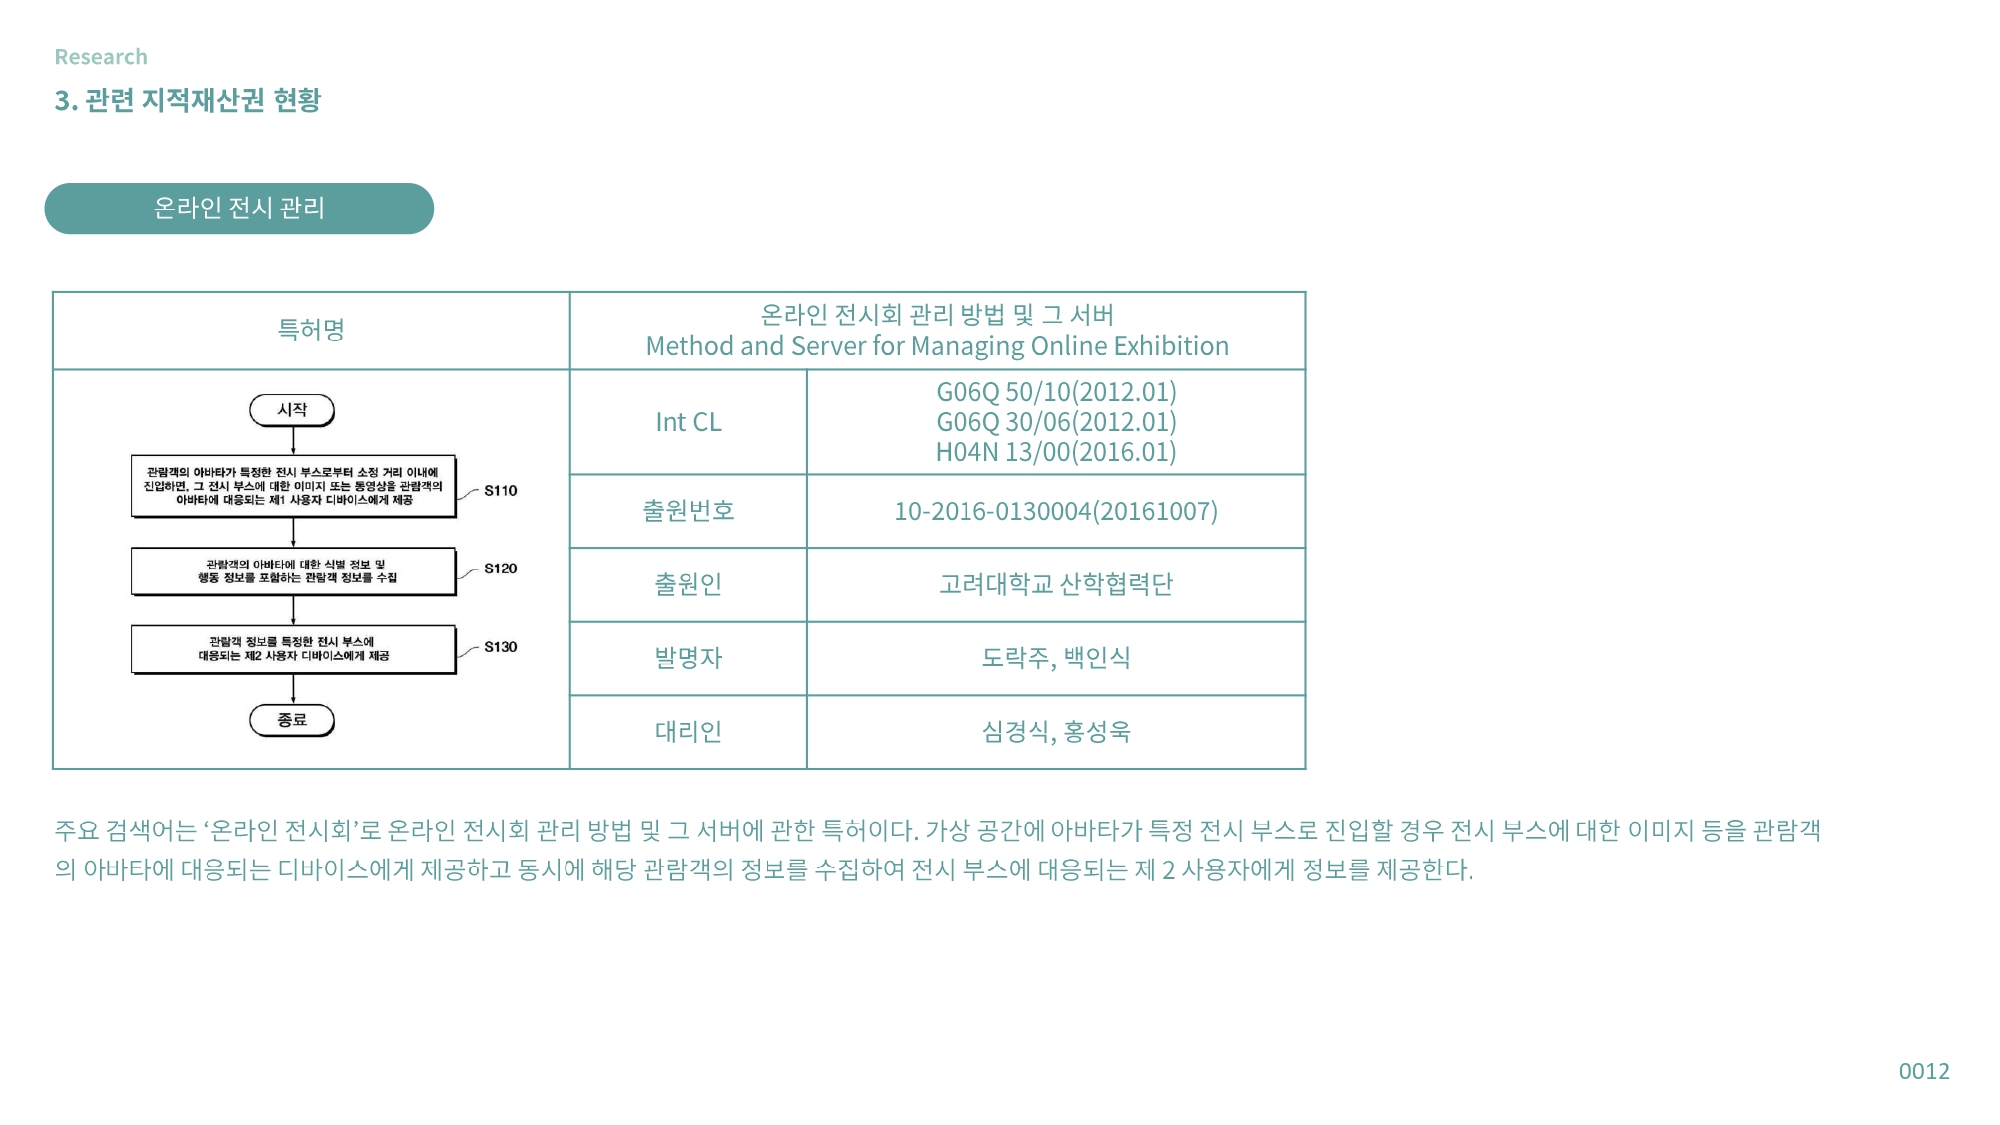 Research
3. 관련 지적재산권 현황
온라인 전시 관리
특허명
온라인 전시회 관리 방법 및 그 서버
Method and Server for Managing Online Exhibition
시작
관람객의 아바타가 특정한 전시 부스로부터 소정 거리 이내에
진입하면, 그 전시 부스에 대한 이미지 또는 동영상을 관람객의
아바타에 대응되는 제1 사용자 디바이스에게 제공
S110
관람객의 아바타에 대한 식별 정보 및
행동 정보를 포함하는 관람객 정보를 수집
S120
관람객 정보를 특정한 전시 부스에
대응되는 제2 사용자 디바이스에게 제공
S130
종료
Int CL
G06Q 50/10(2012.01)
G06Q 30/06(2012.01)
H04N 13/00(2016.01)
출원번호
10-2016-0130004(20161007)
출원인
고려대학교 산학협력단
발명자
도락주, 백인식
대리인
심경식, 홍성욱
주요 검색어는 ‘온라인 전시회’로 온라인 전시회 관리 방법 및 그 서버에 관한 특허이다. 가상 공간에 아바타가 특정 전시 부스로 진입할 경우 전시 부스에 대한 이미지 등을 관람객
의 아바타에 대응되는 디바이스에게 제공하고 동시에 해당 관람객의 정보를 수집하여 전시 부스에 대응되는 제 2 사용자에게 정보를 제공한다.
0012